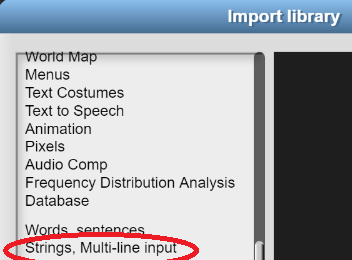 Import library
World Map
Menus
Text Costumes
Text to Speech
Animation
Pixels
Audio Comp
Frequency Distribution Analysis
Database
Words, sentences
Strings, Multi-line input